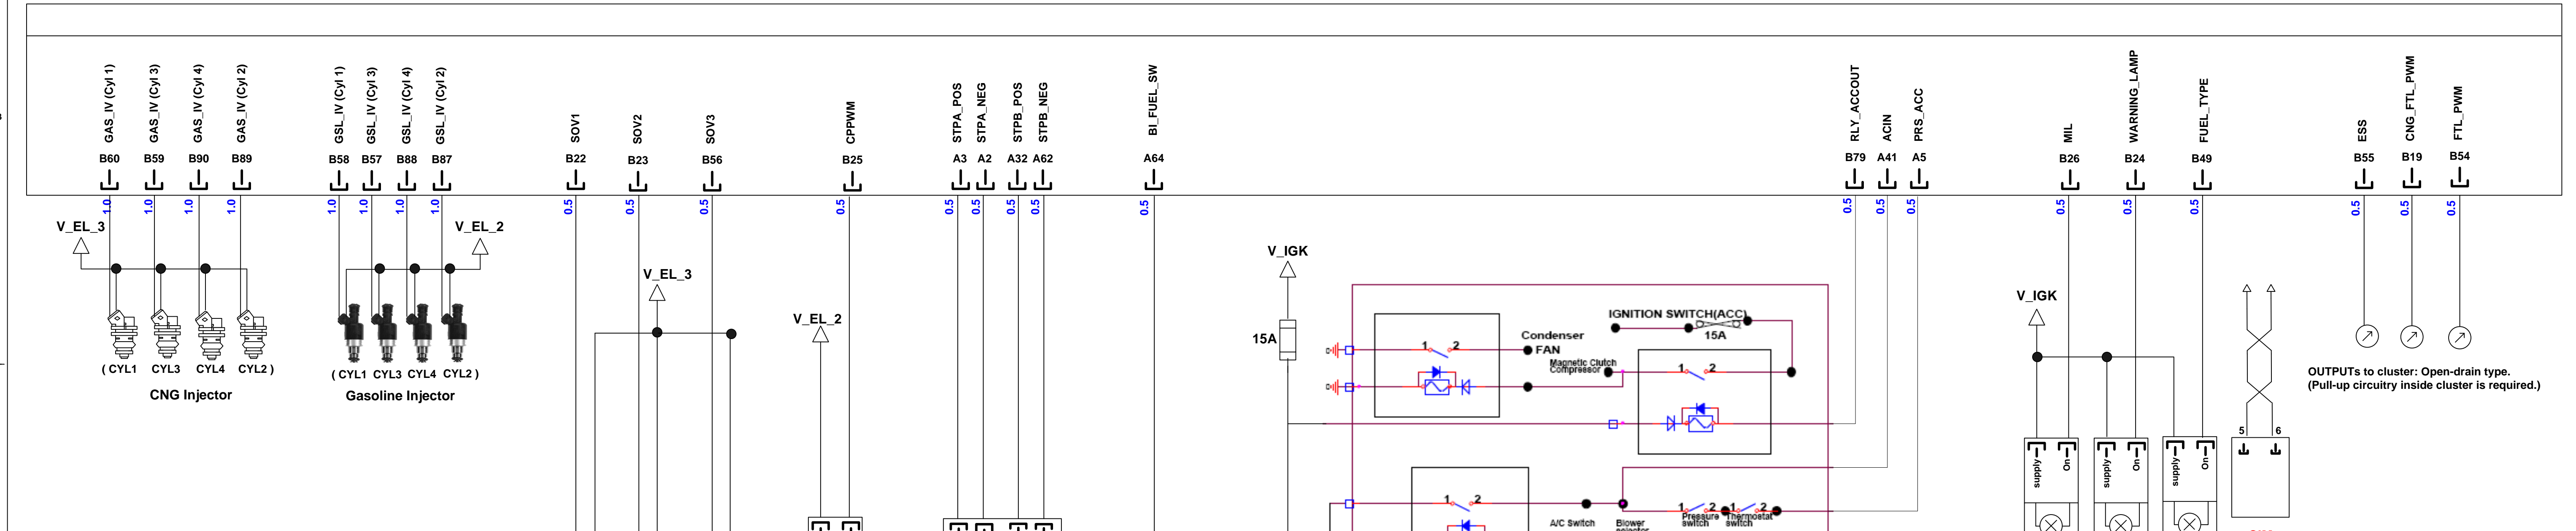 GAS_IV (Cyl 1)
GAS_IV (Cyl 3)
GAS_IV (Cyl 4)
GAS_IV (Cyl 2)
GSL_IV (Cyl 1)
GSL_IV (Cyl 3)
GSL_IV (Cyl 4)
GSL_IV (Cyl 2)
SOV1
SOV2
SOV3
CPPWM
STPA_POS
STPA_NEG
STPB_POS
STPB_NEG
BI_FUEL_SW
RLY_ACCOUT
ACIN
PRS_ACC
MIL
WARNING_LAMP
FUEL_TYPE
ESS
CNG_FTL_PWM
FTL_PWM
B60 B59 B90 B89 B58 B57 B88 B87 B22 B23 B56 B25 A3 A2 A32 A62 A64 B79 A41 A5 B26 B24 B49 B55 B19 B54
1.0 1.0 1.0 1.0 1.0 1.0 1.0 1.0 0.5 0.5 0.5 0.5 0.5 0.5 0.5 0.5 0.5 0.5 0.5 0.5 0.5 0.5 0.5 0.5 0.5 0.5
V_EL_3
V_EL_2
( CYL1 CYL3 CYL4 CYL2 )
CNG Injector
( CYL1 CYL3 CYL4 CYL2 )
Gasoline Injector
V_EL_3
V_EL_2
V_IGK
15A
IGNITION SWITCH(ACC)
15A
1 2
Condenser
FAN
Magnetic Clutch
Compressor
1 2
1 2
A/C Switch
Blower
1 2
Pressure
switch
1 2
Thermostat
switch
V_IGK
supply On
supply On
supply On
5 6
OUTPUTs to cluster: Open-drain type.
(Pull-up circuitry inside cluster is required.)